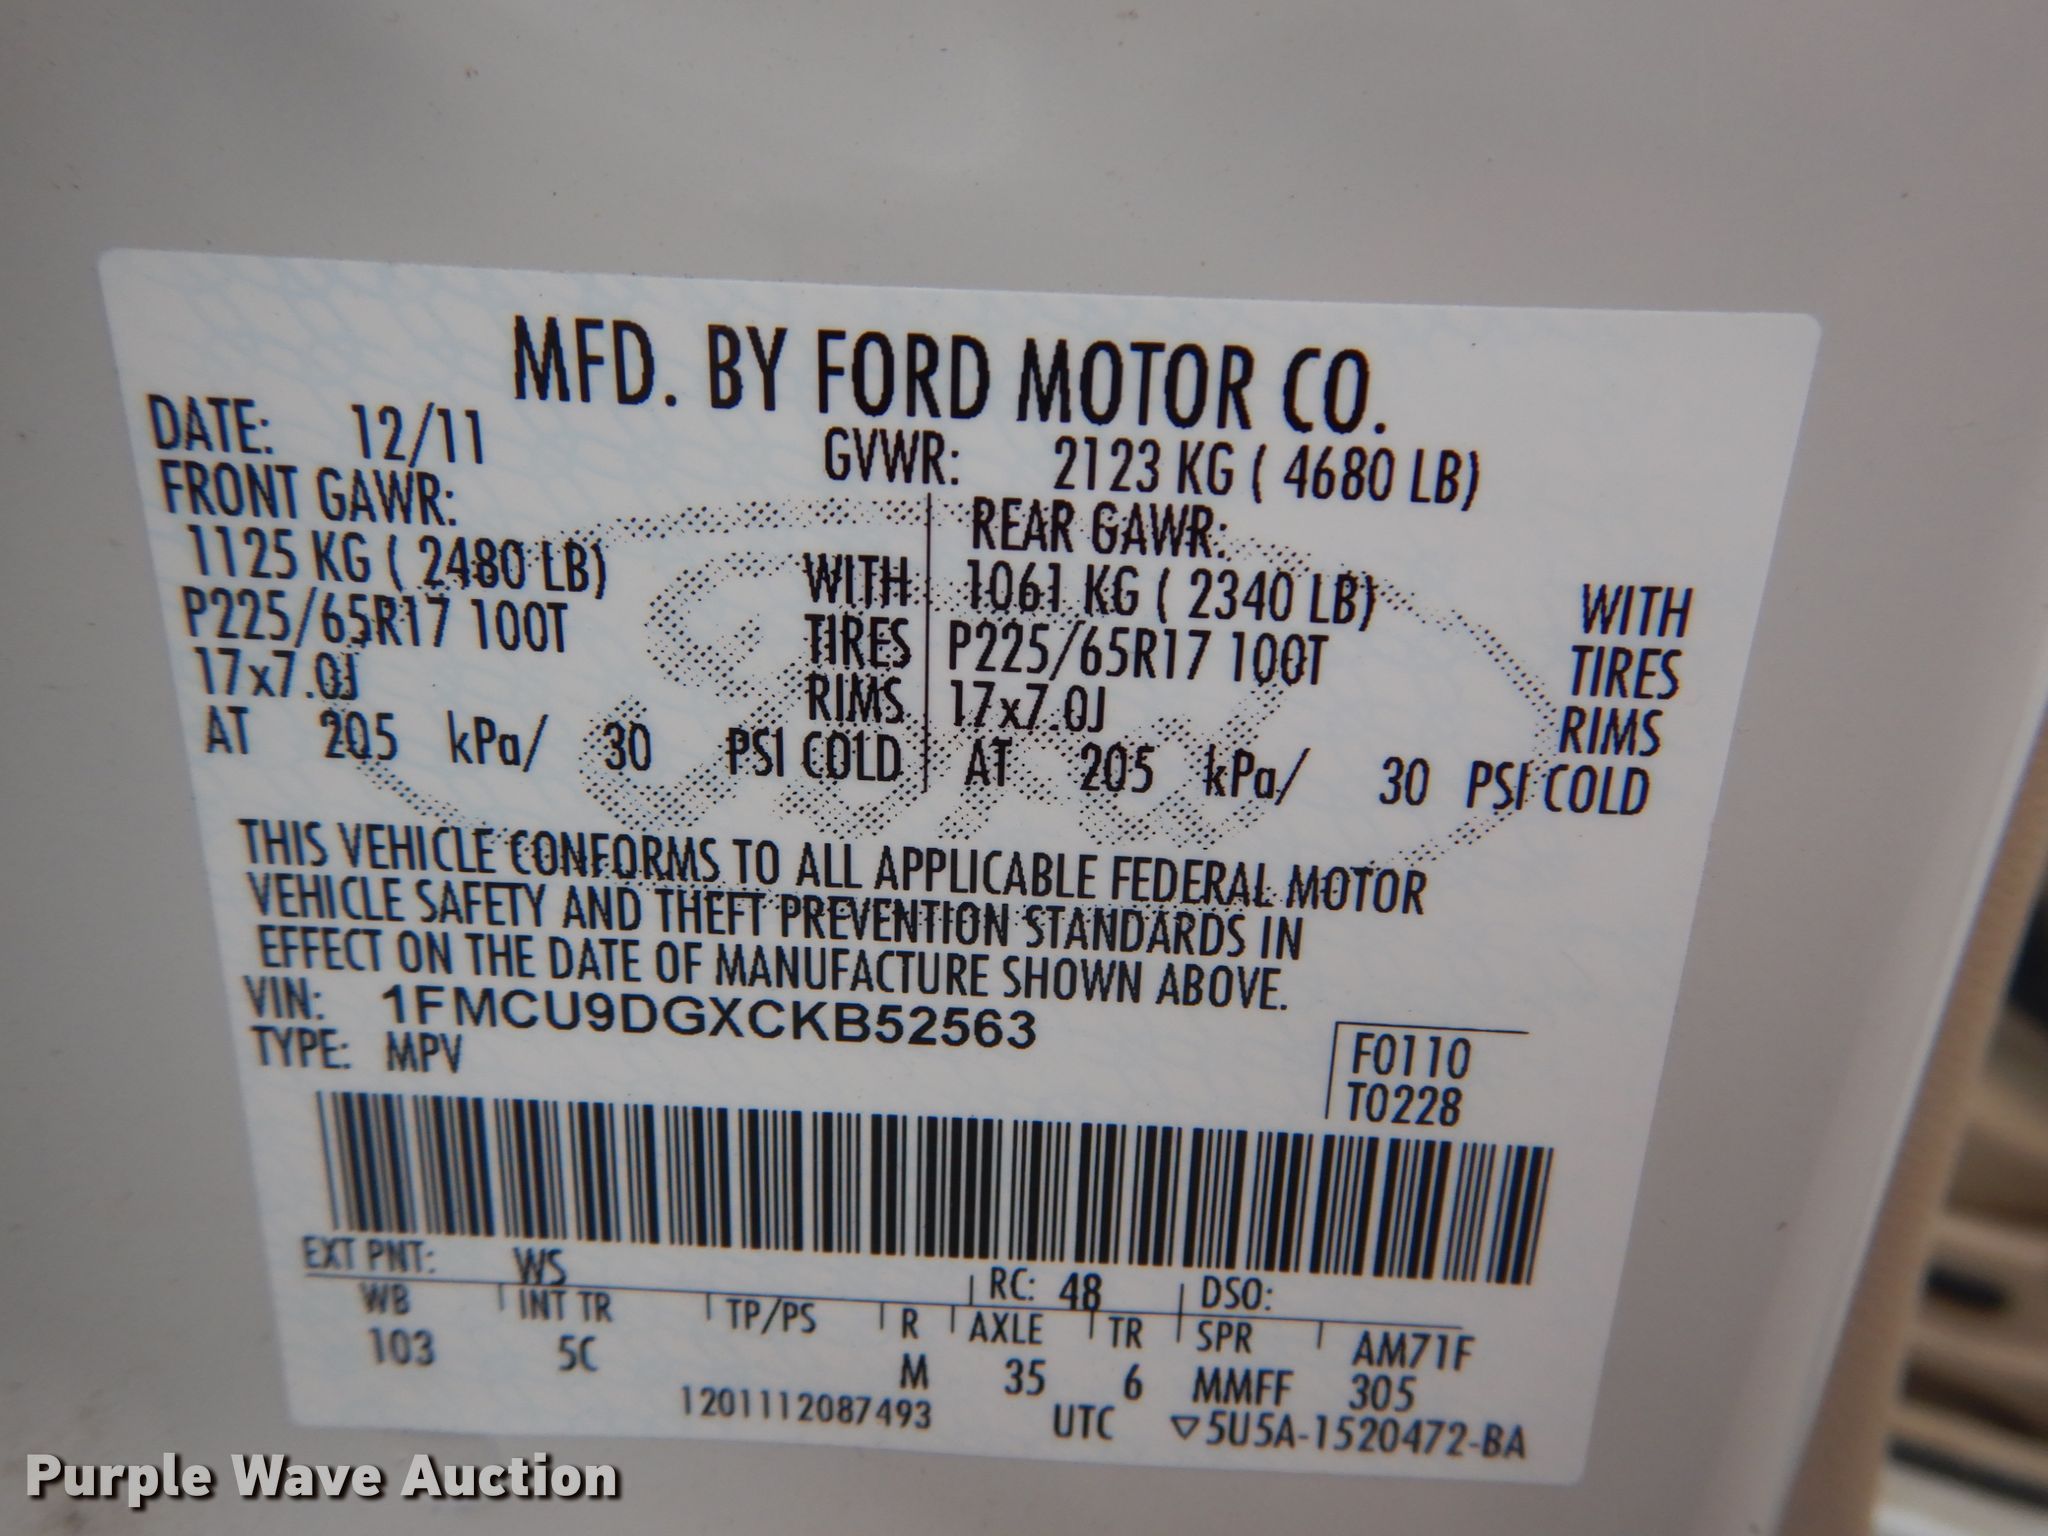 MFD. BY FORD MOTOR CO.
DATE: 12/11 GVWR: 2123 KG ( 4680 LB)
FRONT GAWR: REAR GAWR:
1125 KG ( 2480 LB) WITH 1061 KG ( 2340 LB) WITH
P225/65R17 100T TIRES P225/65R17 100T TIRES
17x7.0J RIMS 17x7.0J RIMS
AT 205 kPa/ 30 PSI COLD AT 205 kPa/ 30 PSI COLD
THIS VEHICLE CONFORMS TO ALL APPLICABLE FEDERAL MOTOR
VEHICLE SAFETY AND THEFT PREVENTION STANDARDS IN
EFFECT ON THE DATE OF MANUFACTURE SHOWN ABOVE.
VIN: 1FMCU9DGXCKB52563
TYPE: MPV
F0110
T0228
EXT PNT: WS RC: 48 DSO:
WB INT TR TP/PS R AXLE TR SPR AM71F
103 5C M 35 6 MMFF 305
1201112087493 UTC ▽5U5A-1520472-BA
Purple Wave Auction